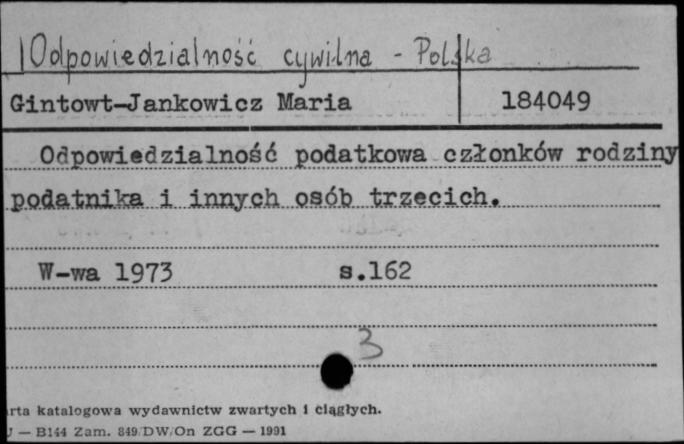 Odpowiedzialność cywilna - Polska
Gintowt-Jankowicz Maria 184049
Odpowiedzialność podatkowa członków rodziny
podatnika i innych osób trzecich.
W-wa 1973 s.162
3
rta katalogowa wydawnictw zwartych i ciągłych.
J — B144 Zam. 849/DW/On ZGG — 1991